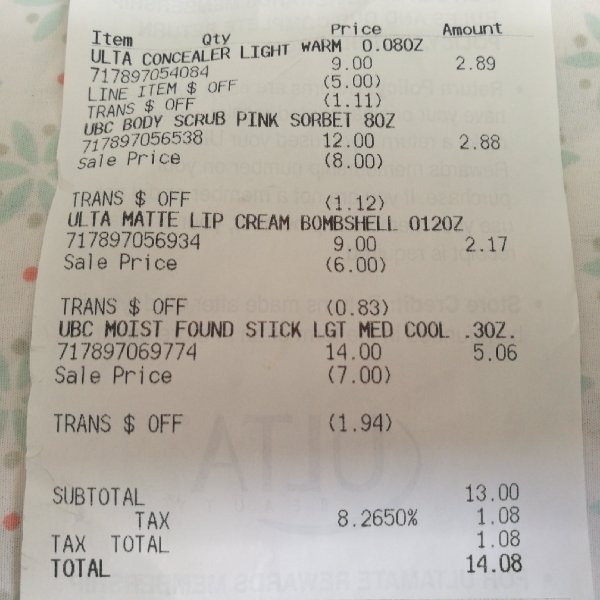 Item Qty Price Amount
ULTA CONCEALER LIGHT WARM 0.08OZ
717897054084 9.00 2.89
LINE ITEM $ OFF (5.00)
TRANS $ OFF (1.11)
UBC BODY SCRUB PINK SORBET 8OZ
717897056538 12.00 2.88
Sale Price (8.00)
TRANS $ OFF (1.12)
ULTA MATTE LIP CREAM BOMBSHELL 012OZ
717897056934 9.00 2.17
Sale Price (6.00)
TRANS $ OFF (0.83)
UBC MOIST FOUND STICK LGT MED COOL .3OZ.
717897069774 14.00 5.06
Sale Price (7.00)
TRANS $ OFF (1.94)
SUBTOTAL 13.00
TAX 8.2650% 1.08
TAX TOTAL 1.08
TOTAL 14.08